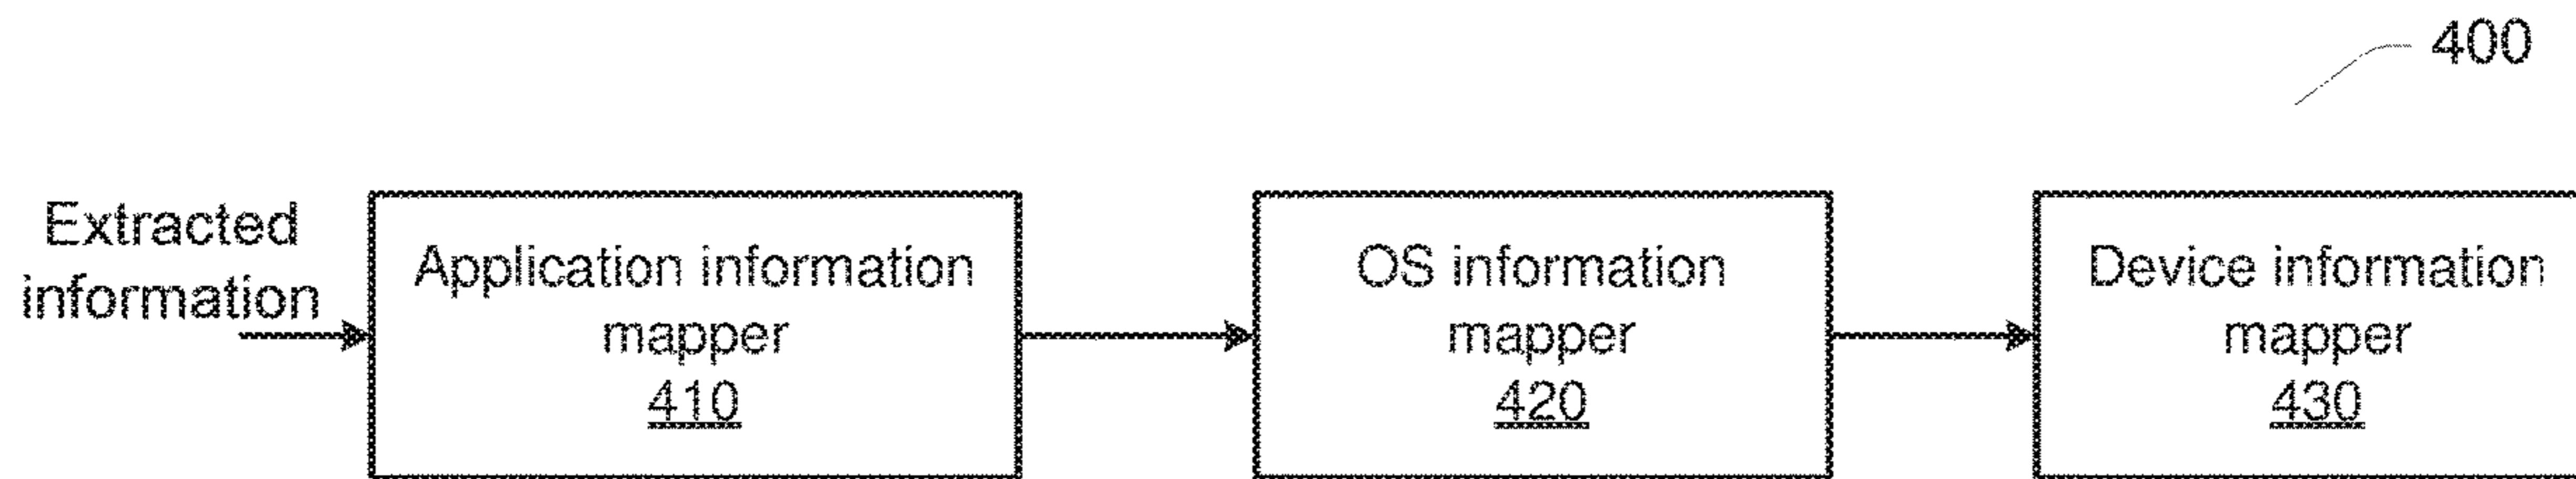 400
Extracted
information
Application information
mapper
410
OS information
mapper
420
Device information
mapper
430